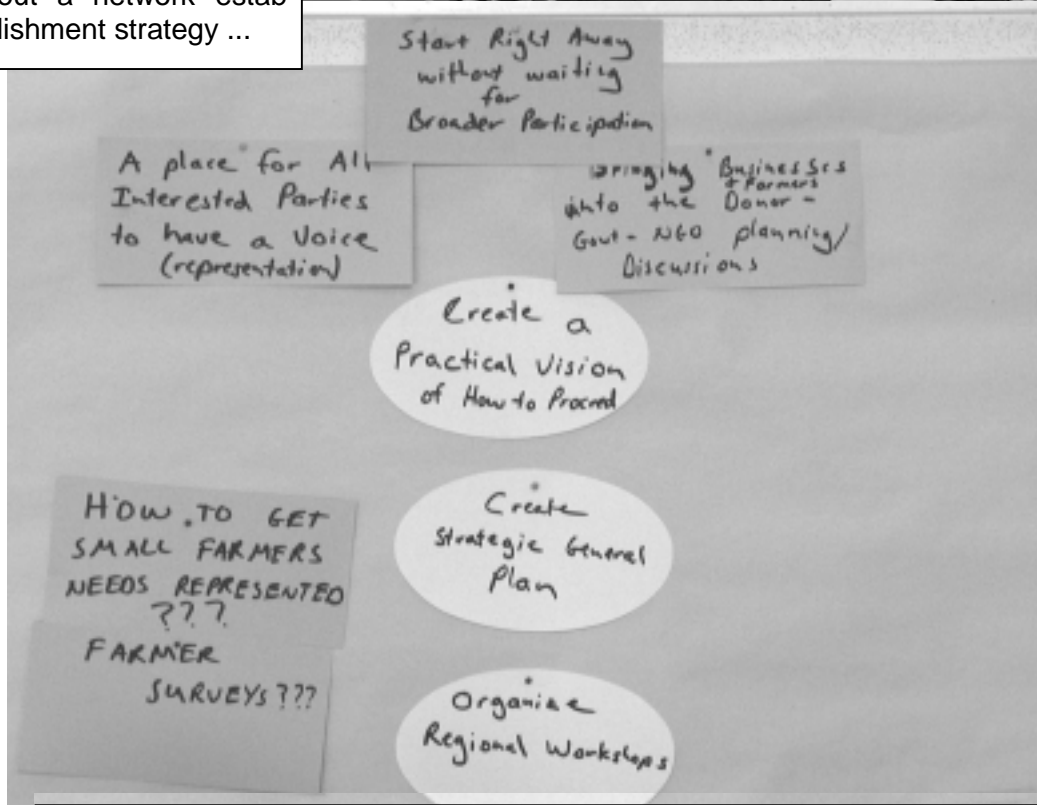 out a network estab
lishment strategy ...
Start Right Away
without waiting
for
Broader Participation
A place for All
Interested Parties
to have a Voice
(representation)
Bringing Businesses
+ Farmers
into the Donor -
Gout - NGO planning/
Discussions
Create a
Practical Vision
of How to Proceed
Create
Strategic General
Plan
HOW TO GET
SMALL FARMERS
NEEDS REPRESENTED
???
FARMER
SURVEYS ???
Organise
Regional Workshops